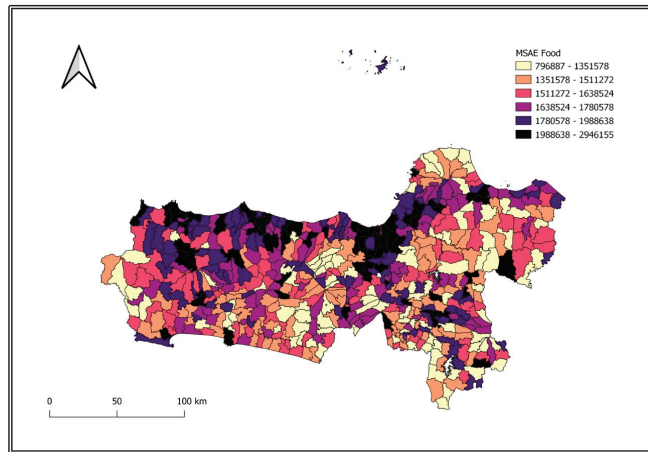 MSAE Food
796887 - 1351578
1351578 - 1511272
1511272 - 1638524
1638524 - 1780578
1780578 - 1988638
1988638 - 2946155
0 50 100 km